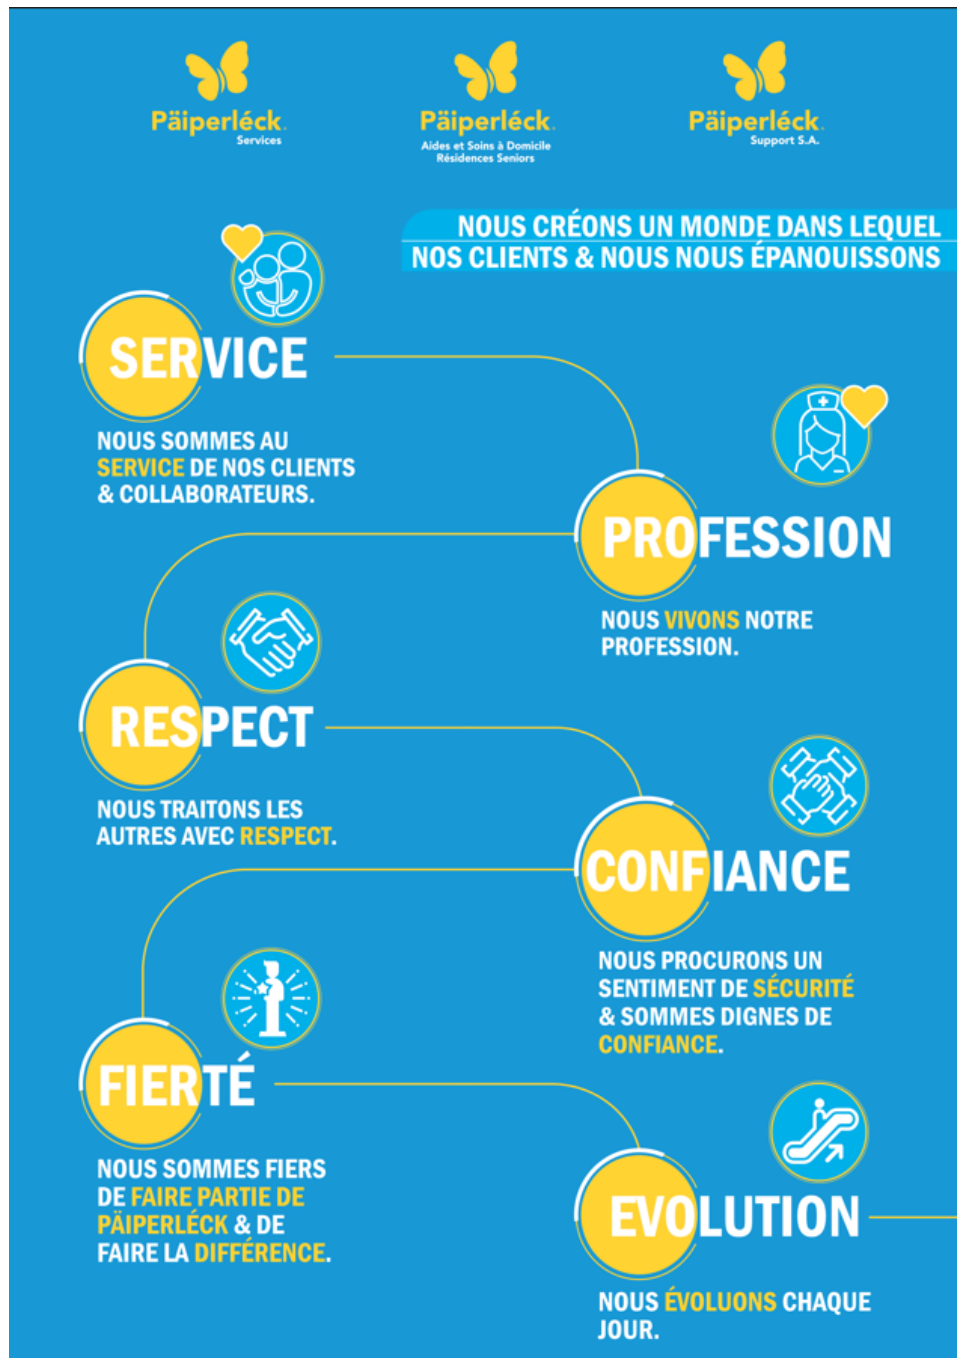 Päiperléck.
Services
Päiperléck.
Aides et Soins à Domicile
Résidences Seniors
Päiperléck.
Support S.A.
NOUS CRÉONS UN MONDE DANS LEQUEL
NOS CLIENTS & NOUS NOUS ÉPANOUISSONS
SERVICE
NOUS SOMMES AU
SERVICE DE NOS CLIENTS
& COLLABORATEURS.
PROFESSION
NOUS VIVONS NOTRE
PROFESSION.
RESPECT
NOUS TRAITONS LES
AUTRES AVEC RESPECT.
CONFIANCE
NOUS PROCURONS UN
SENTIMENT DE SÉCURITÉ
& SOMMES DIGNES DE
CONFIANCE.
FIERTÉ
NOUS SOMMES FIERS
DE FAIRE PARTIE DE
PÄIPERLÉCK & DE
FAIRE LA DIFFÉRENCE.
EVOLUTION
NOUS ÉVOLUONS CHAQUE
JOUR.